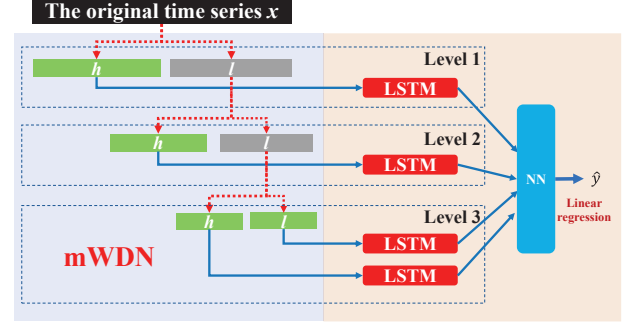 The original time series x
Level 1
h
l
LSTM
Level 2
h
l
LSTM
NN
ŷ
Linear
regression
Level 3
h
l
LSTM
mWDN
LSTM